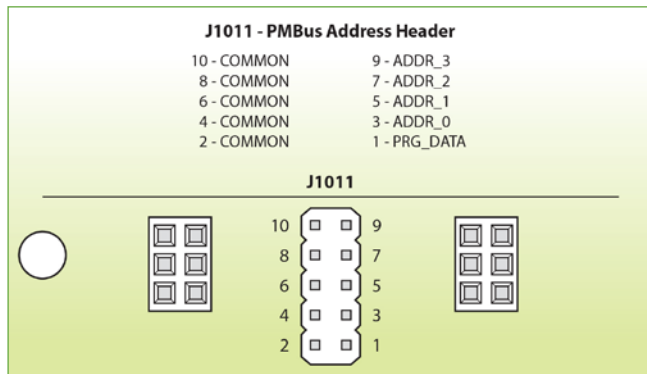 J1011 - PMBus Address Header
10 - COMMON 9 - ADDR_3
8 - COMMON 7 - ADDR_2
6 - COMMON 5 - ADDR_1
4 - COMMON 3 - ADDR_0
2 - COMMON 1 - PRG_DATA
J1011
10 9
8 7
6 5
4 3
2 1